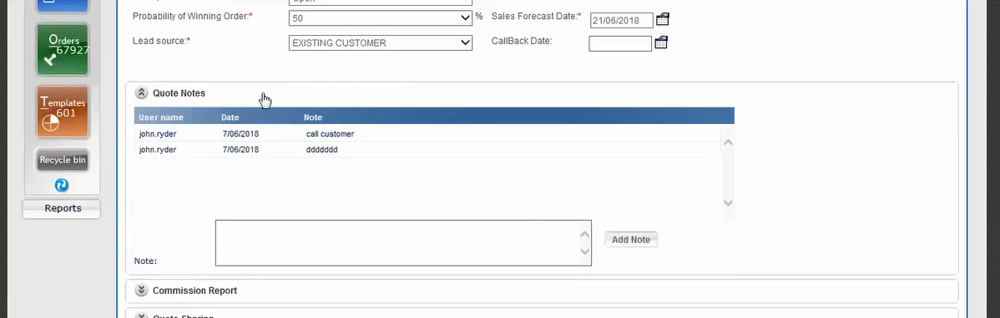 Probability of Winning Order:* 50 % Sales Forecast Date:* 21/06/2018
Orders
67927
Lead source:* EXISTING CUSTOMER CallBack Date:
Quote Notes
Templates
601
User name Date Note
john.ryder 7/06/2018 call customer
john.ryder 7/06/2018 ddddddd
Recycle bin
Reports
Add Note
Note:
Commission Report